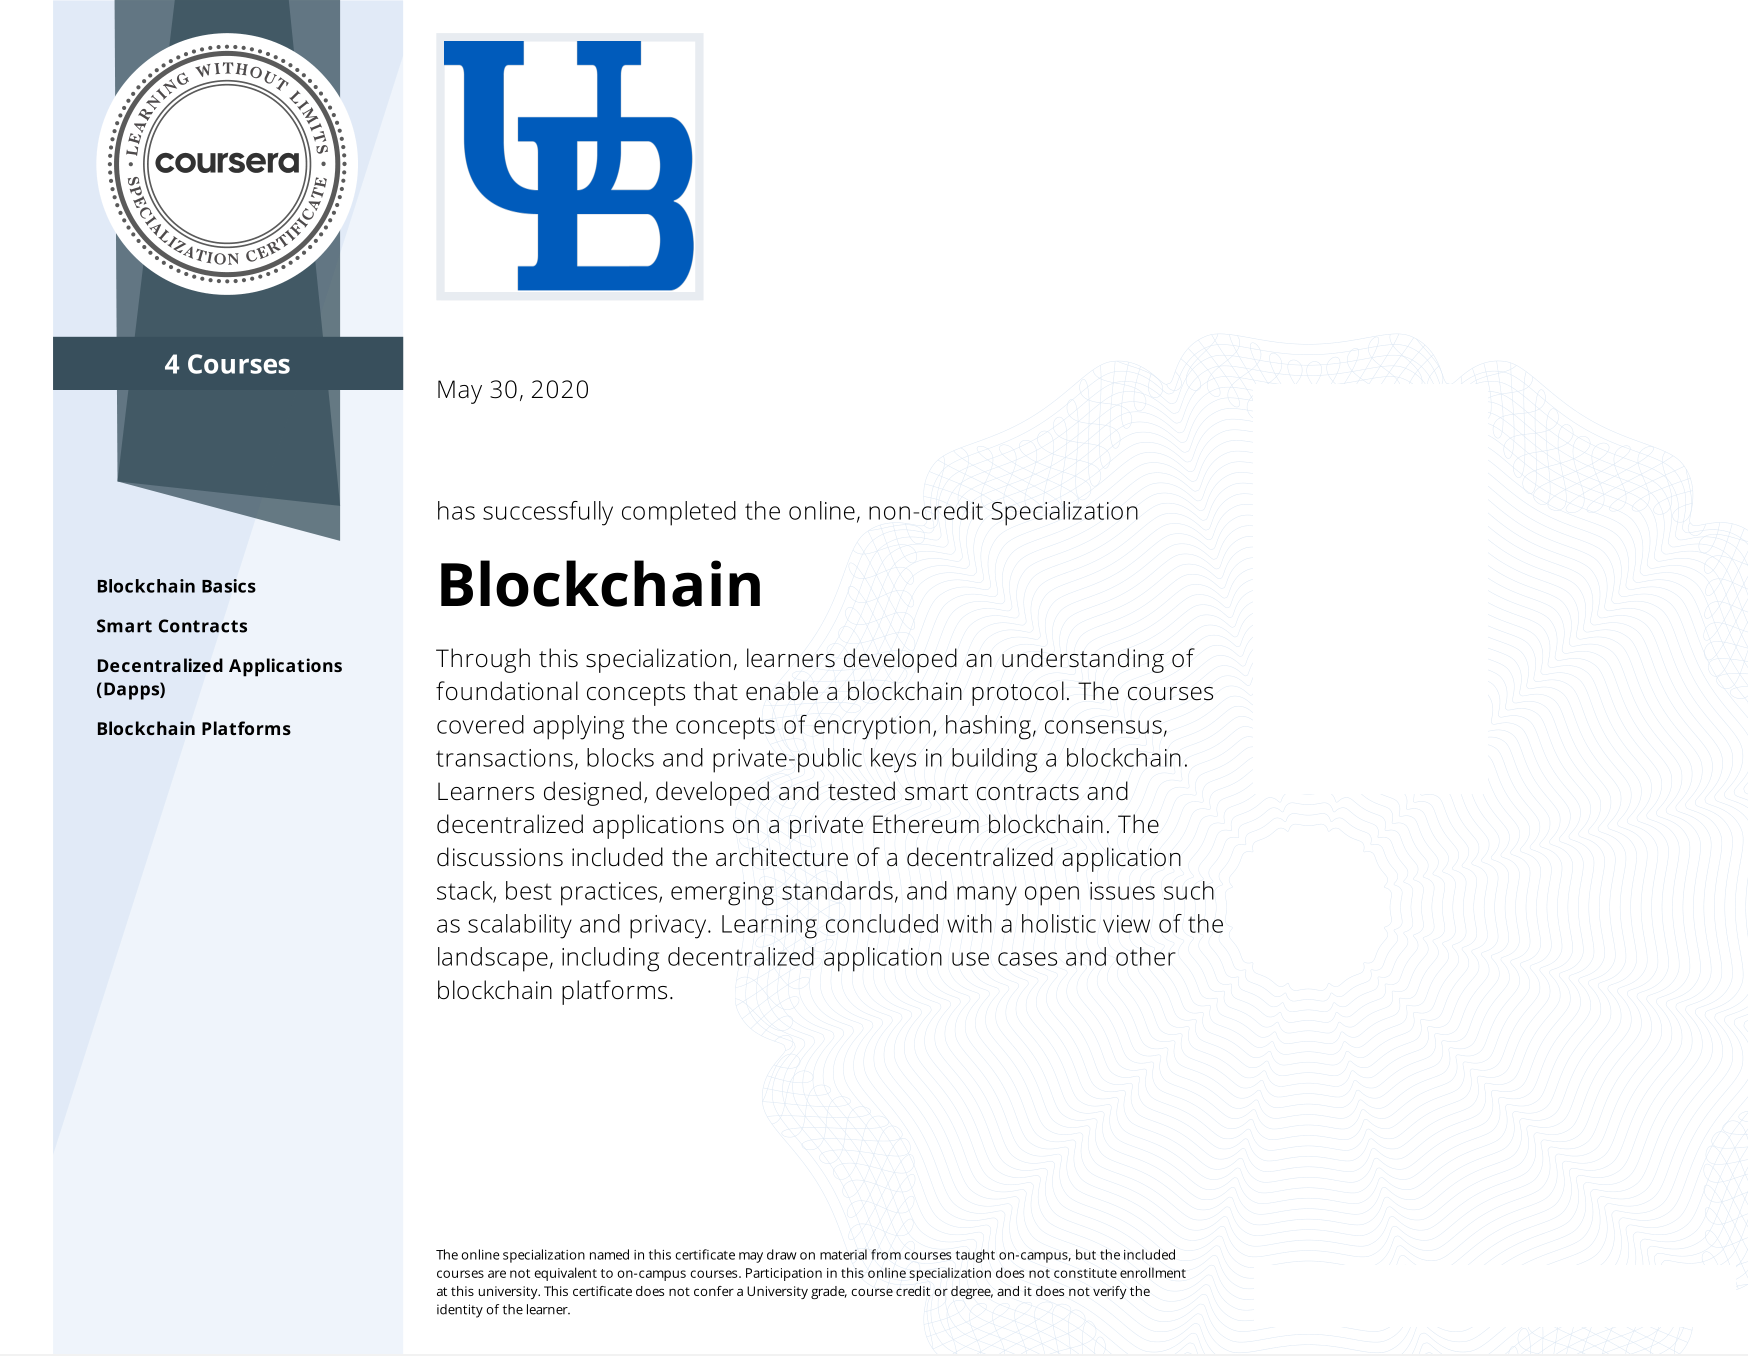 LEARNING WITHOUT LIMITS
coursera
SPECIALIZATION CERTIFICATE
4 Courses
Blockchain Basics
Smart Contracts
Decentralized Applications
(Dapps)
Blockchain Platforms
UB
May 30, 2020
has successfully completed the online, non-credit Specialization
Blockchain
Through this specialization, learners developed an understanding of
foundational concepts that enable a blockchain protocol. The courses
covered applying the concepts of encryption, hashing, consensus,
transactions, blocks and private-public keys in building a blockchain.
Learners designed, developed and tested smart contracts and
decentralized applications on a private Ethereum blockchain. The
discussions included the architecture of a decentralized application
stack, best practices, emerging standards, and many open issues such
as scalability and privacy. Learning concluded with a holistic view of the
landscape, including decentralized application use cases and other
blockchain platforms.
The online specialization named in this certificate may draw on material from courses taught on-campus, but the included
courses are not equivalent to on-campus courses. Participation in this online specialization does not constitute enrollment
at this university. This certificate does not confer a University grade, course credit or degree, and it does not verify the
identity of the learner.